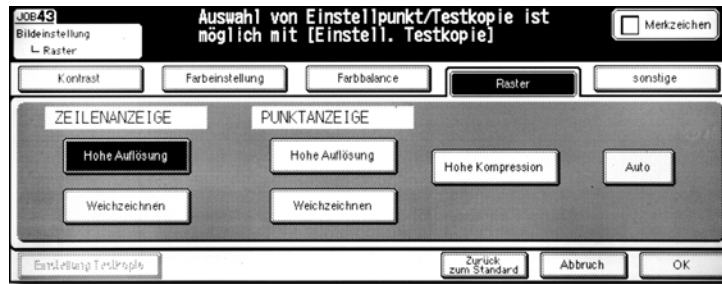 JOB43
Auswahl von Einstellpunkt/Testkopie ist
möglich mit [Einstell. Testkopie]
Bildeinstellung
Raster
Merkzeichen
Kontrast
Farbeinstellung
Farbbalance
Raster
sonstige
ZEILENANZEIGE
PUNKTANZEIGE
Hohe Auflösung
Hohe Auflösung
Hohe Kompression
Auto
Weichzeichnen
Weichzeichnen
Einstellung Testkopie
Zurück
zum Standard
Abbruch
OK